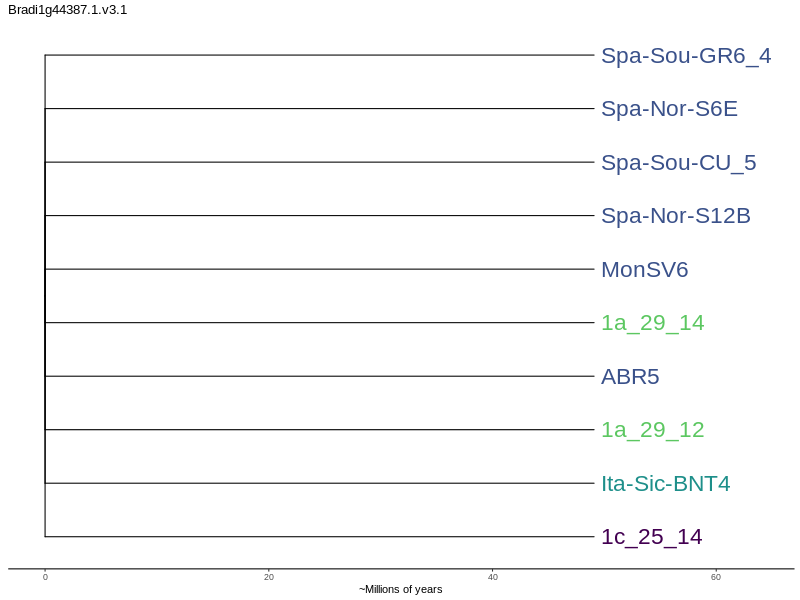 Bradi1g44387.1.v3.1
Spa-Sou-GR6_4
Spa-Nor-S6E
Spa-Sou-CU_5
Spa-Nor-S12B
MonSV6
1a_29_14
ABR5
1a_29_12
Ita-Sic-BNT4
1c_25_14
0 20 40 60
~Millions of years